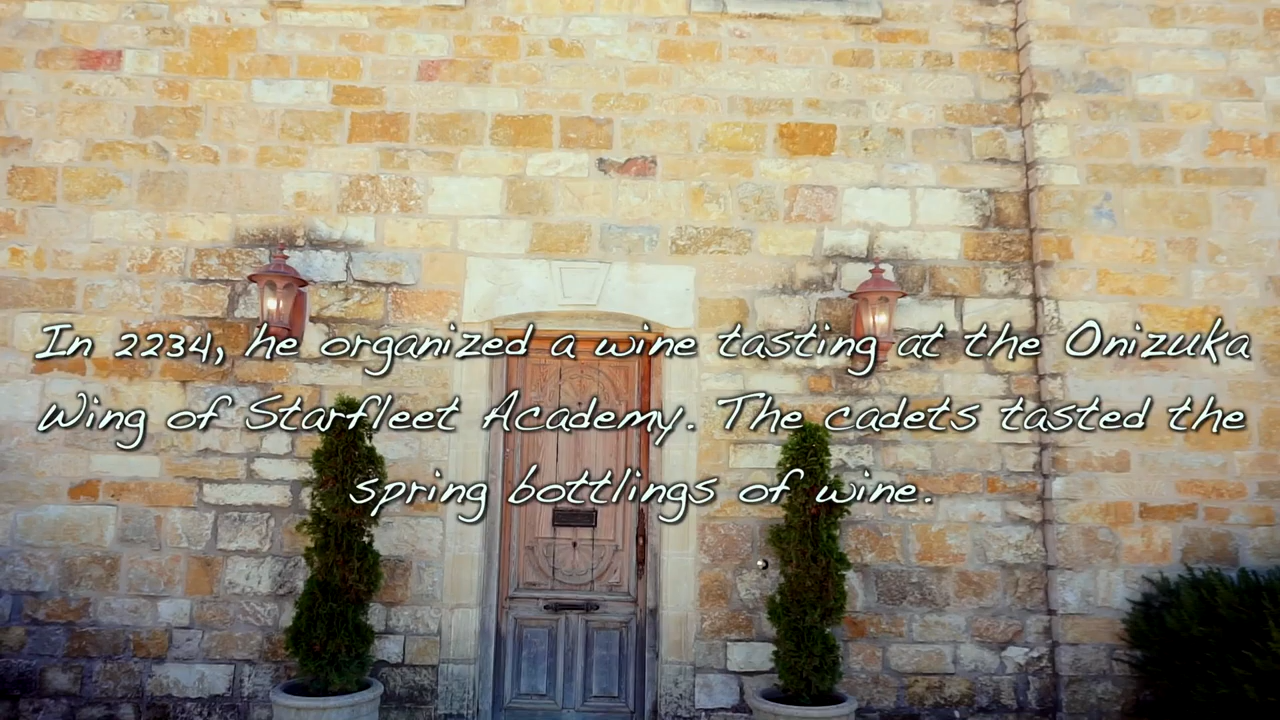 In 2234, he organized a wine tasting at the Onizuka
Wing of Starfleet Academy. The cadets tasted the
spring bottlings of wine.